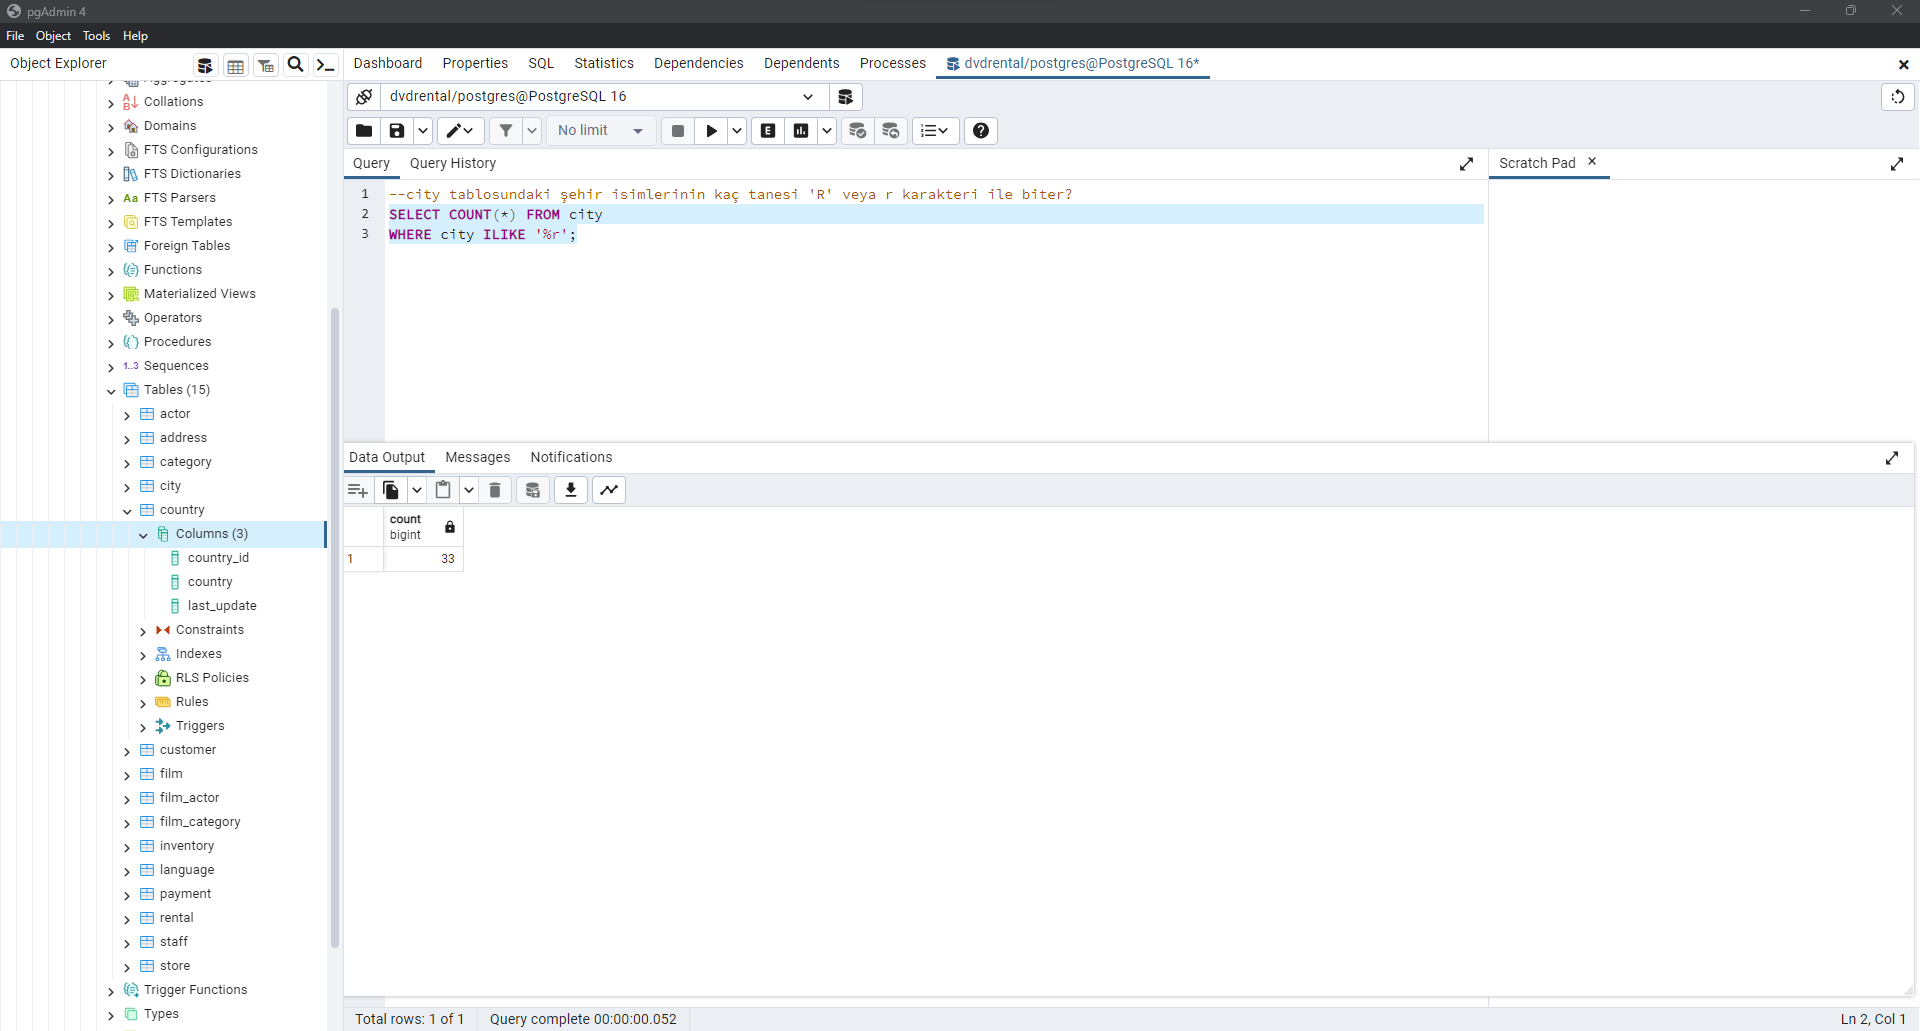 pgAdmin 4
File Object Tools Help
Object Explorer
Dashboard Properties SQL Statistics Dependencies Dependents Processes dvdrental/postgres@PostgreSQL 16*
dvdrental/postgres@PostgreSQL 16
No limit
E
Query Query History
Scratch Pad
1 --city tablosundaki şehir isimlerinin kaç tanesi 'R' veya r karakteri ile biter?
2 SELECT COUNT(*) FROM city
3 WHERE city ILIKE '%r';
Collations
Domains
FTS Configurations
FTS Dictionaries
Aa FTS Parsers
FTS Templates
Foreign Tables
Functions
Materialized Views
Operators
Procedures
1..3 Sequences
Tables (15)
actor
address
category
city
country
Columns (3)
country_id
country
last_update
Constraints
Indexes
RLS Policies
Rules
Triggers
customer
film
film_actor
film_category
inventory
language
payment
rental
staff
store
Trigger Functions
Types
Data Output Messages Notifications
count
bigint
1 33
Total rows: 1 of 1 Query complete 00:00:00.052 Ln 2, Col 1